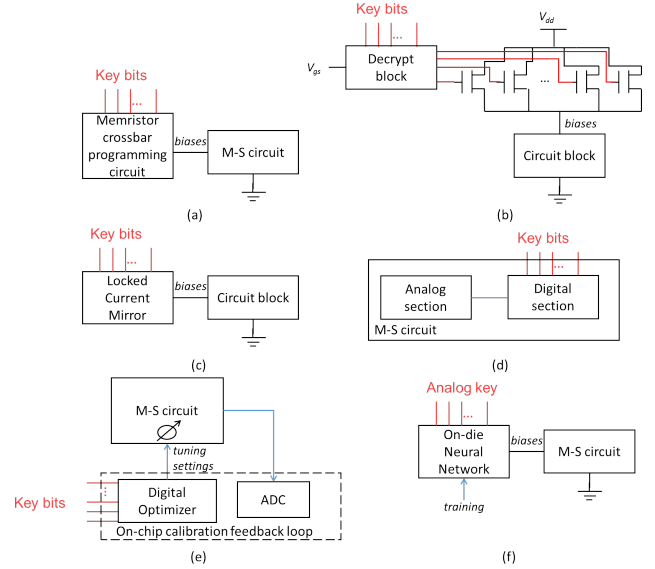 Key bits
...
Memristor
crossbar
programming
circuit
biases
M-S circuit
(a)
Key bits
...
Vgs
Decrypt
block
Vdd
...
biases
Circuit block
(b)
Key bits
...
Locked
Current
Mirror
biases
Circuit block
(c)
Key bits
...
Analog
section
Digital
section
M-S circuit
(d)
M-S circuit
tuning
settings
Key bits
...
Digital
Optimizer
ADC
On-chip calibration feedback loop
(e)
Analog key
...
On-die
Neural
Network
biases
M-S circuit
training
(f)